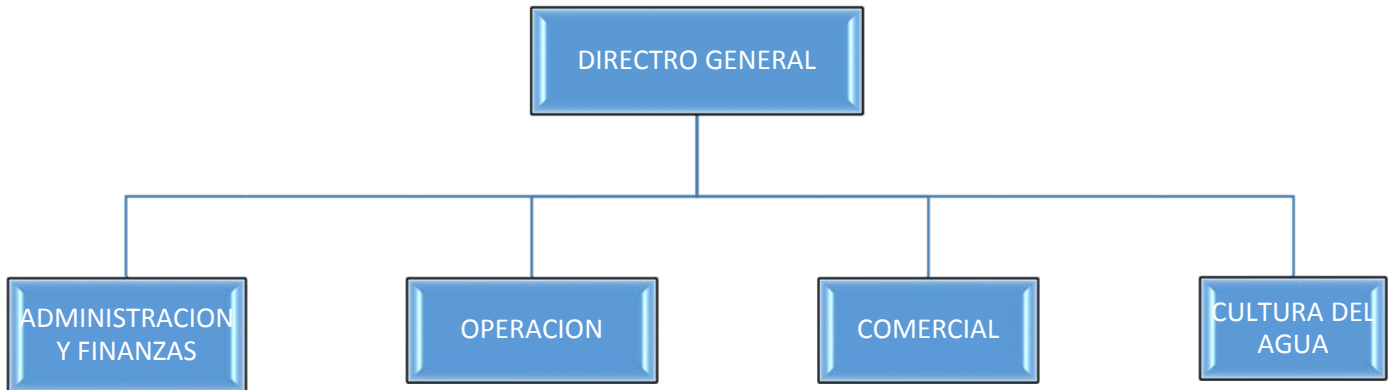 DIRECTRO GENERAL
ADMINISTRACION
Y FINANZAS
OPERACION
COMERCIAL
CULTURA DEL
AGUA